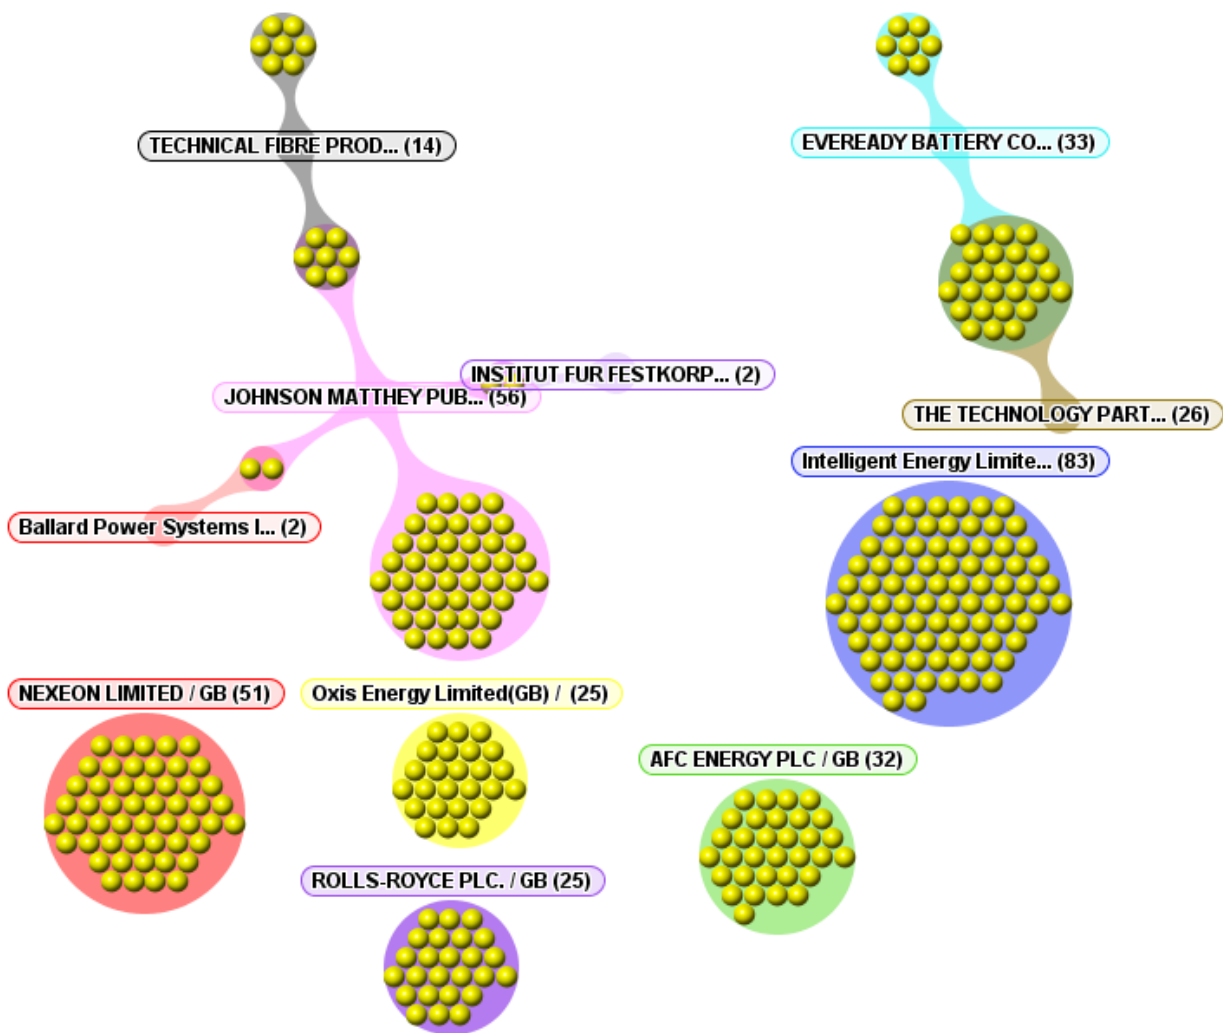 TECHNICAL FIBRE PROD... (14)
EVEREADY BATTERY CO... (33)
INSTITUT FUR FESTKORP... (2)
JOHNSON MATTHEY PUB... (56)
THE TECHNOLOGY PART... (26)
Intelligent Energy Limite... (83)
Ballard Power Systems I... (2)
NEXEON LIMITED / GB (51)
Oxis Energy Limited(GB) / (25)
AFC ENERGY PLC / GB (32)
ROLLS-ROYCE PLC. / GB (25)